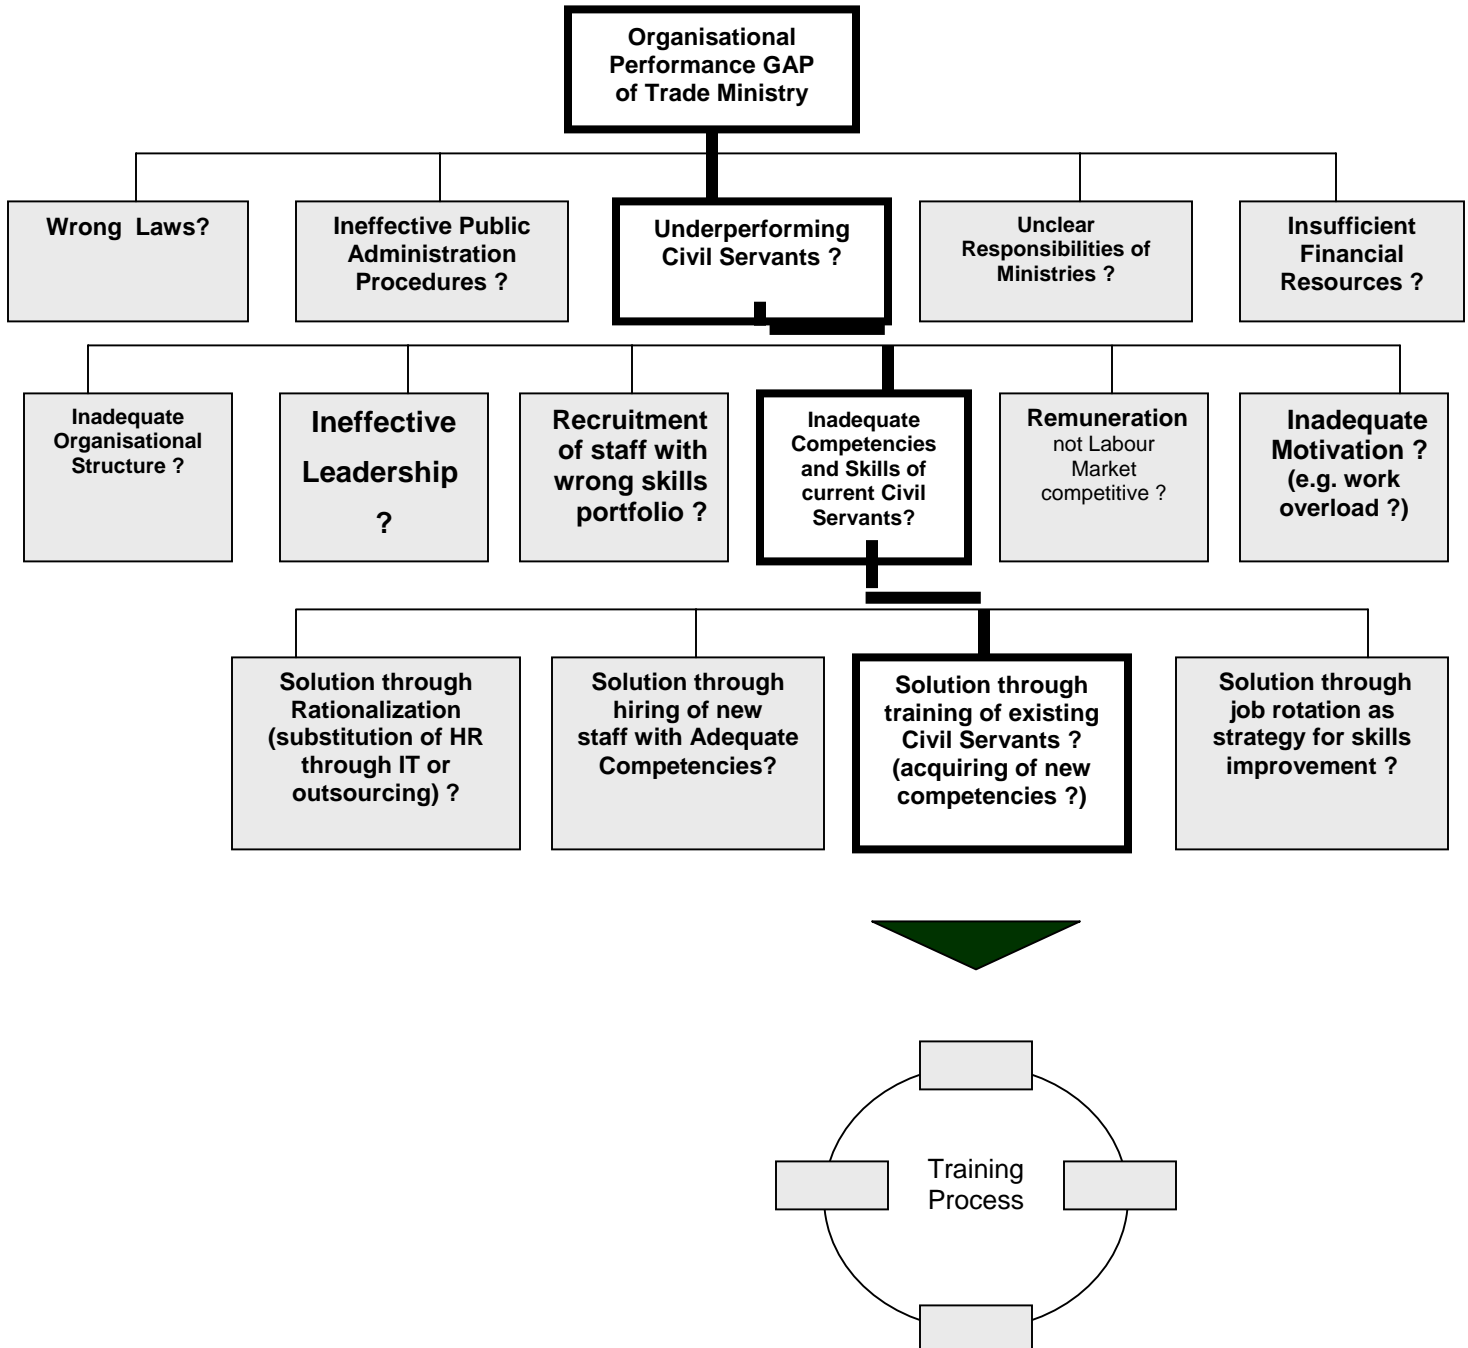 Organisational
Performance GAP
of Trade Ministry
Wrong Laws?
Ineffective Public
Administration
Procedures ?
Underperforming
Civil Servants ?
Unclear
Responsibilities of
Ministries ?
Insufficient
Financial
Resources ?
Inadequate
Organisational
Structure ?
Ineffective
Leadership
?
Recruitment
of staff with
wrong skills
portfolio ?
Inadequate
Competencies
and Skills of
current Civil
Servants?
Remuneration
not Labour
Market
competitive ?
Inadequate
Motivation ?
(e.g. work
overload ?)
Solution through
Rationalization
(substitution of HR
through IT or
outsourcing) ?
Solution through
hiring of new
staff with Adequate
Competencies?
Solution through
training of existing
Civil Servants ?
(acquiring of new
competencies ?)
Solution through
job rotation as
strategy for skills
improvement ?
Training
Process